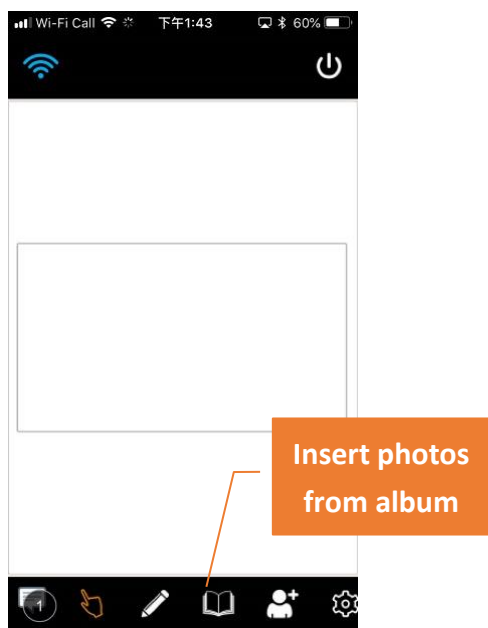 Wi-Fi Call 下午1:43 60%
Insert photos
from album
1